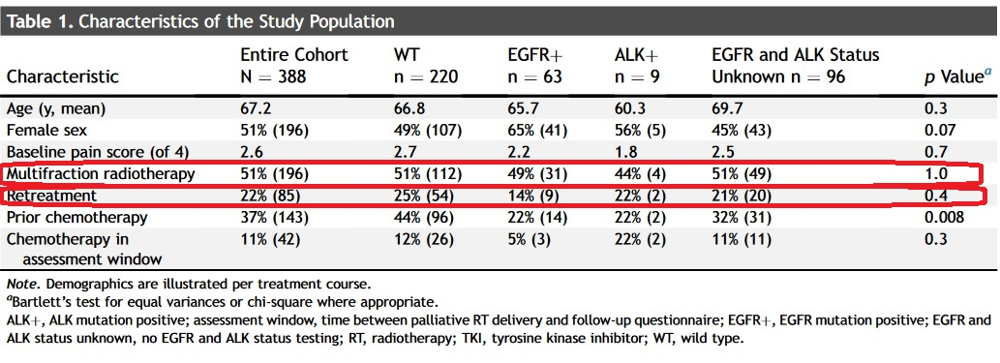 Table 1. Characteristics of the Study Population
Entire Cohort WT EGFR+ ALK+ EGFR and ALK Status
Characteristic N = 388 n = 220 n = 63 n = 9 Unknown n = 96 p Valueᵃ
Age (y, mean) 67.2 66.8 65.7 60.3 69.7 0.3
Female sex 51% (196) 49% (107) 65% (41) 56% (5) 45% (43) 0.07
Baseline pain score (of 4) 2.6 2.7 2.2 1.8 2.5 0.7
Multifraction radiotherapy 51% (196) 51% (112) 49% (31) 44% (4) 51% (49) 1.0
Retreatment 22% (85) 25% (54) 14% (9) 22% (2) 21% (20) 0.4
Prior chemotherapy 37% (143) 44% (96) 22% (14) 22% (2) 32% (31) 0.008
Chemotherapy in 11% (42) 12% (26) 5% (3) 22% (2) 11% (11) 0.3
assessment window
Note. Demographics are illustrated per treatment course.
ᵃBartlett's test for equal variances or chi-square where appropriate.
ALK+, ALK mutation positive; assessment window, time between palliative RT delivery and follow-up questionnaire; EGFR+, EGFR mutation positive; EGFR and
ALK status unknown, no EGFR and ALK status testing; RT, radiotherapy; TKI, tyrosine kinase inhibitor; WT, wild type.